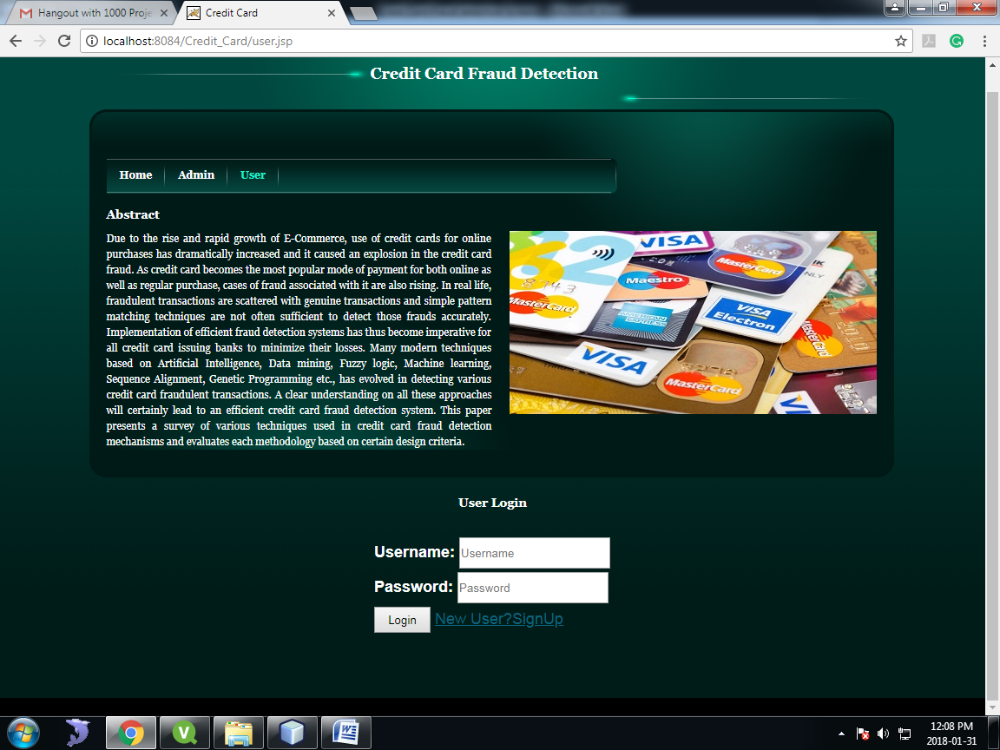 Hangout with 1000 Proje
Credit Card
localhost:8084/Credit_Card/user.jsp
Credit Card Fraud Detection
Home Admin User
Abstract
Due to the rise and rapid growth of E-Commerce, use of credit cards for online
purchases has dramatically increased and it caused an explosion in the credit card
fraud. As credit card becomes the most popular mode of payment for both online as
well as regular purchase, cases of fraud associated with it are also rising. In real life,
fraudulent transactions are scattered with genuine transactions and simple pattern
matching techniques are not often sufficient to detect those frauds accurately.
Implementation of efficient fraud detection systems has thus become imperative for
all credit card issuing banks to minimize their losses. Many modern techniques
based on Artificial Intelligence, Data mining, Fuzzy logic, Machine learning,
Sequence Alignment, Genetic Programming etc., has evolved in detecting various
credit card fraudulent transactions. A clear understanding on all these approaches
will certainly lead to an efficient credit card fraud detection system. This paper
presents a survey of various techniques used in credit card fraud detection
mechanisms and evaluates each methodology based on certain design criteria.
VISA
MasterCard
Maestro
MasterCard
AMERICAN EXPRESS
VISA Electron
MasterCard
VISA
MasterCard
User Login
Username: Username
Password: Password
Login New User?SignUp
12:08 PM
2018-01-31